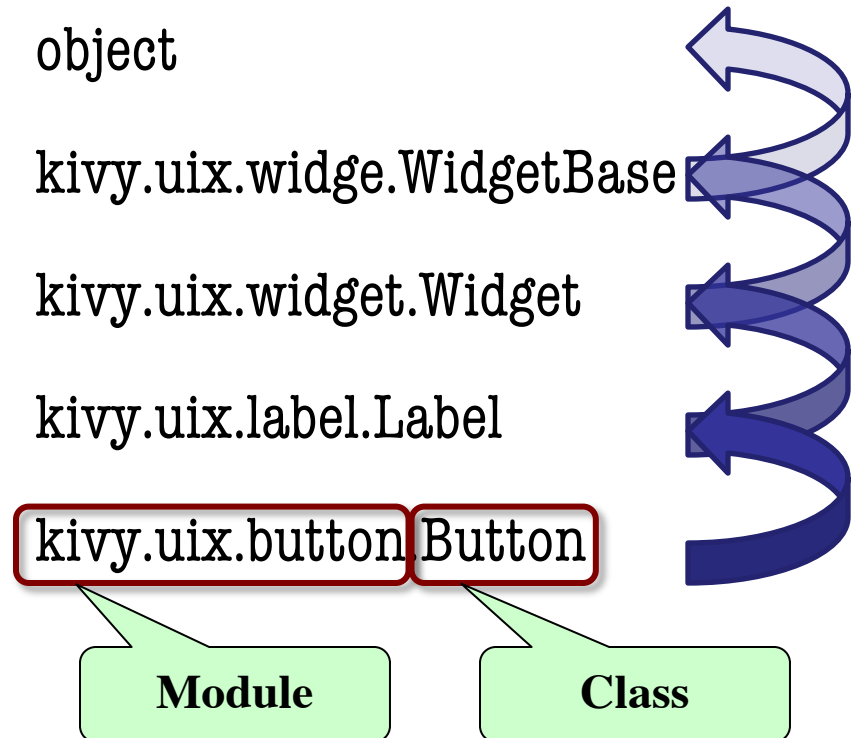 object
kivy.uix.widge.WidgetBase
kivy.uix.widget.Widget
kivy.uix.label.Label
kivy.uix.button.Button
Module
Class